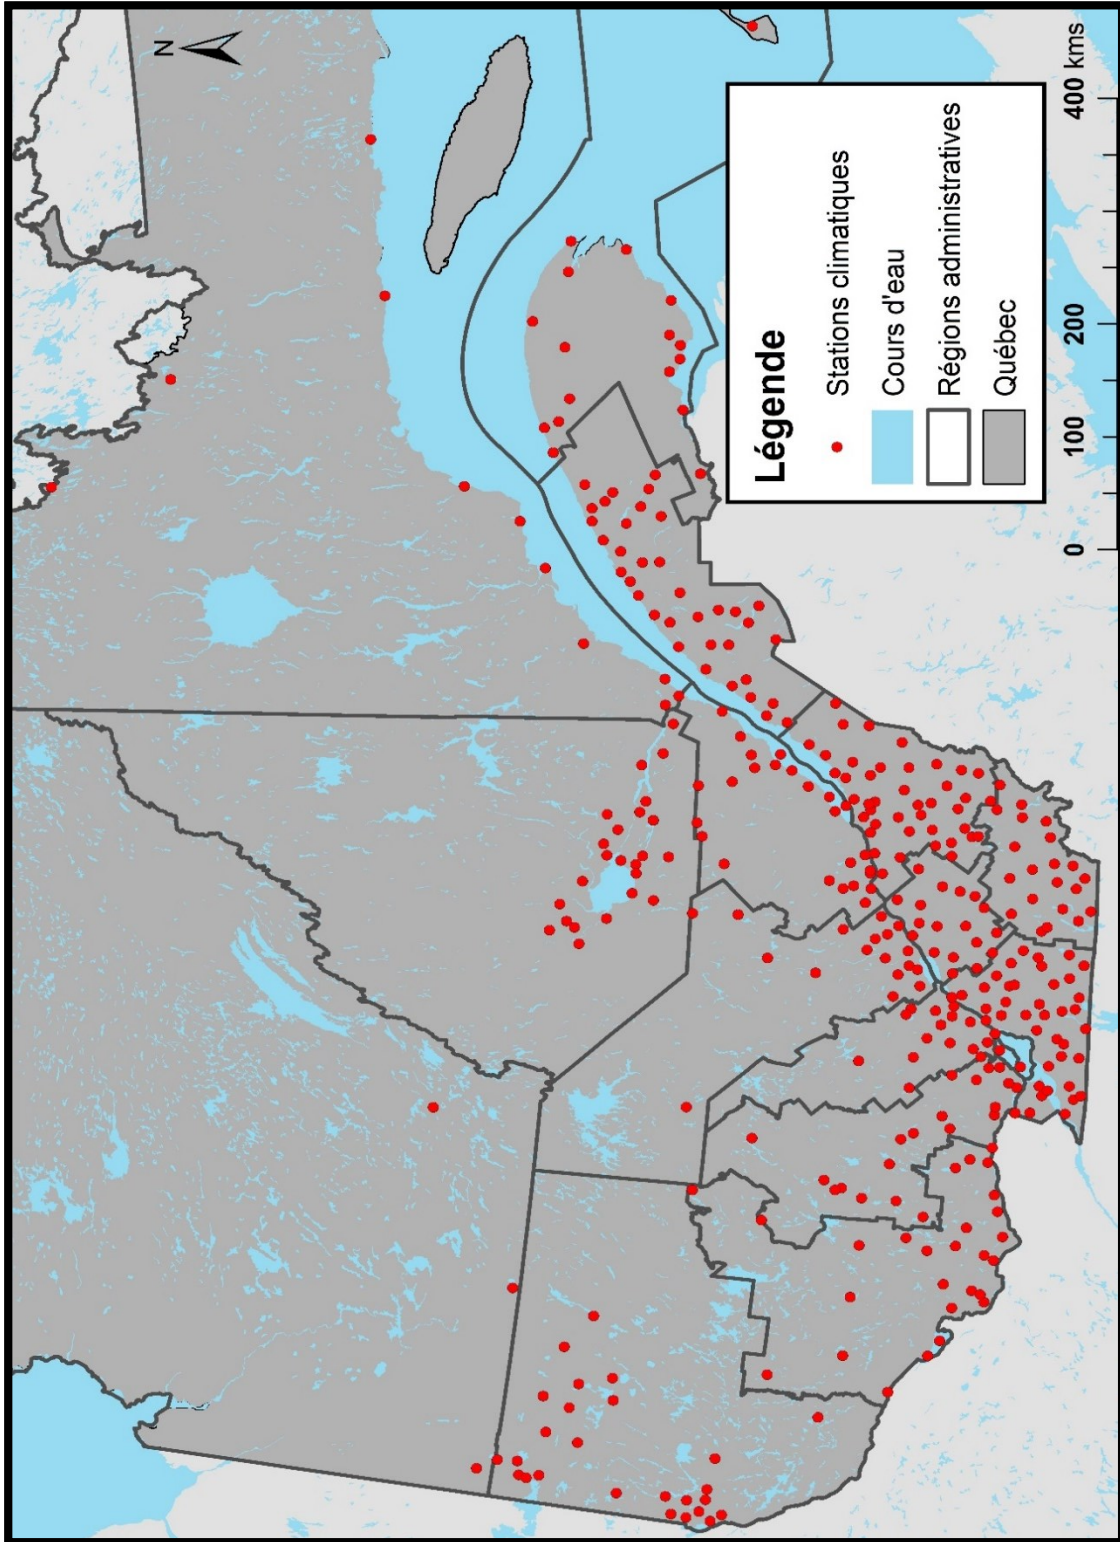 N
Légende
Stations climatiques
Cours d'eau
Régions administratives
Québec
0 100 200 400 kms